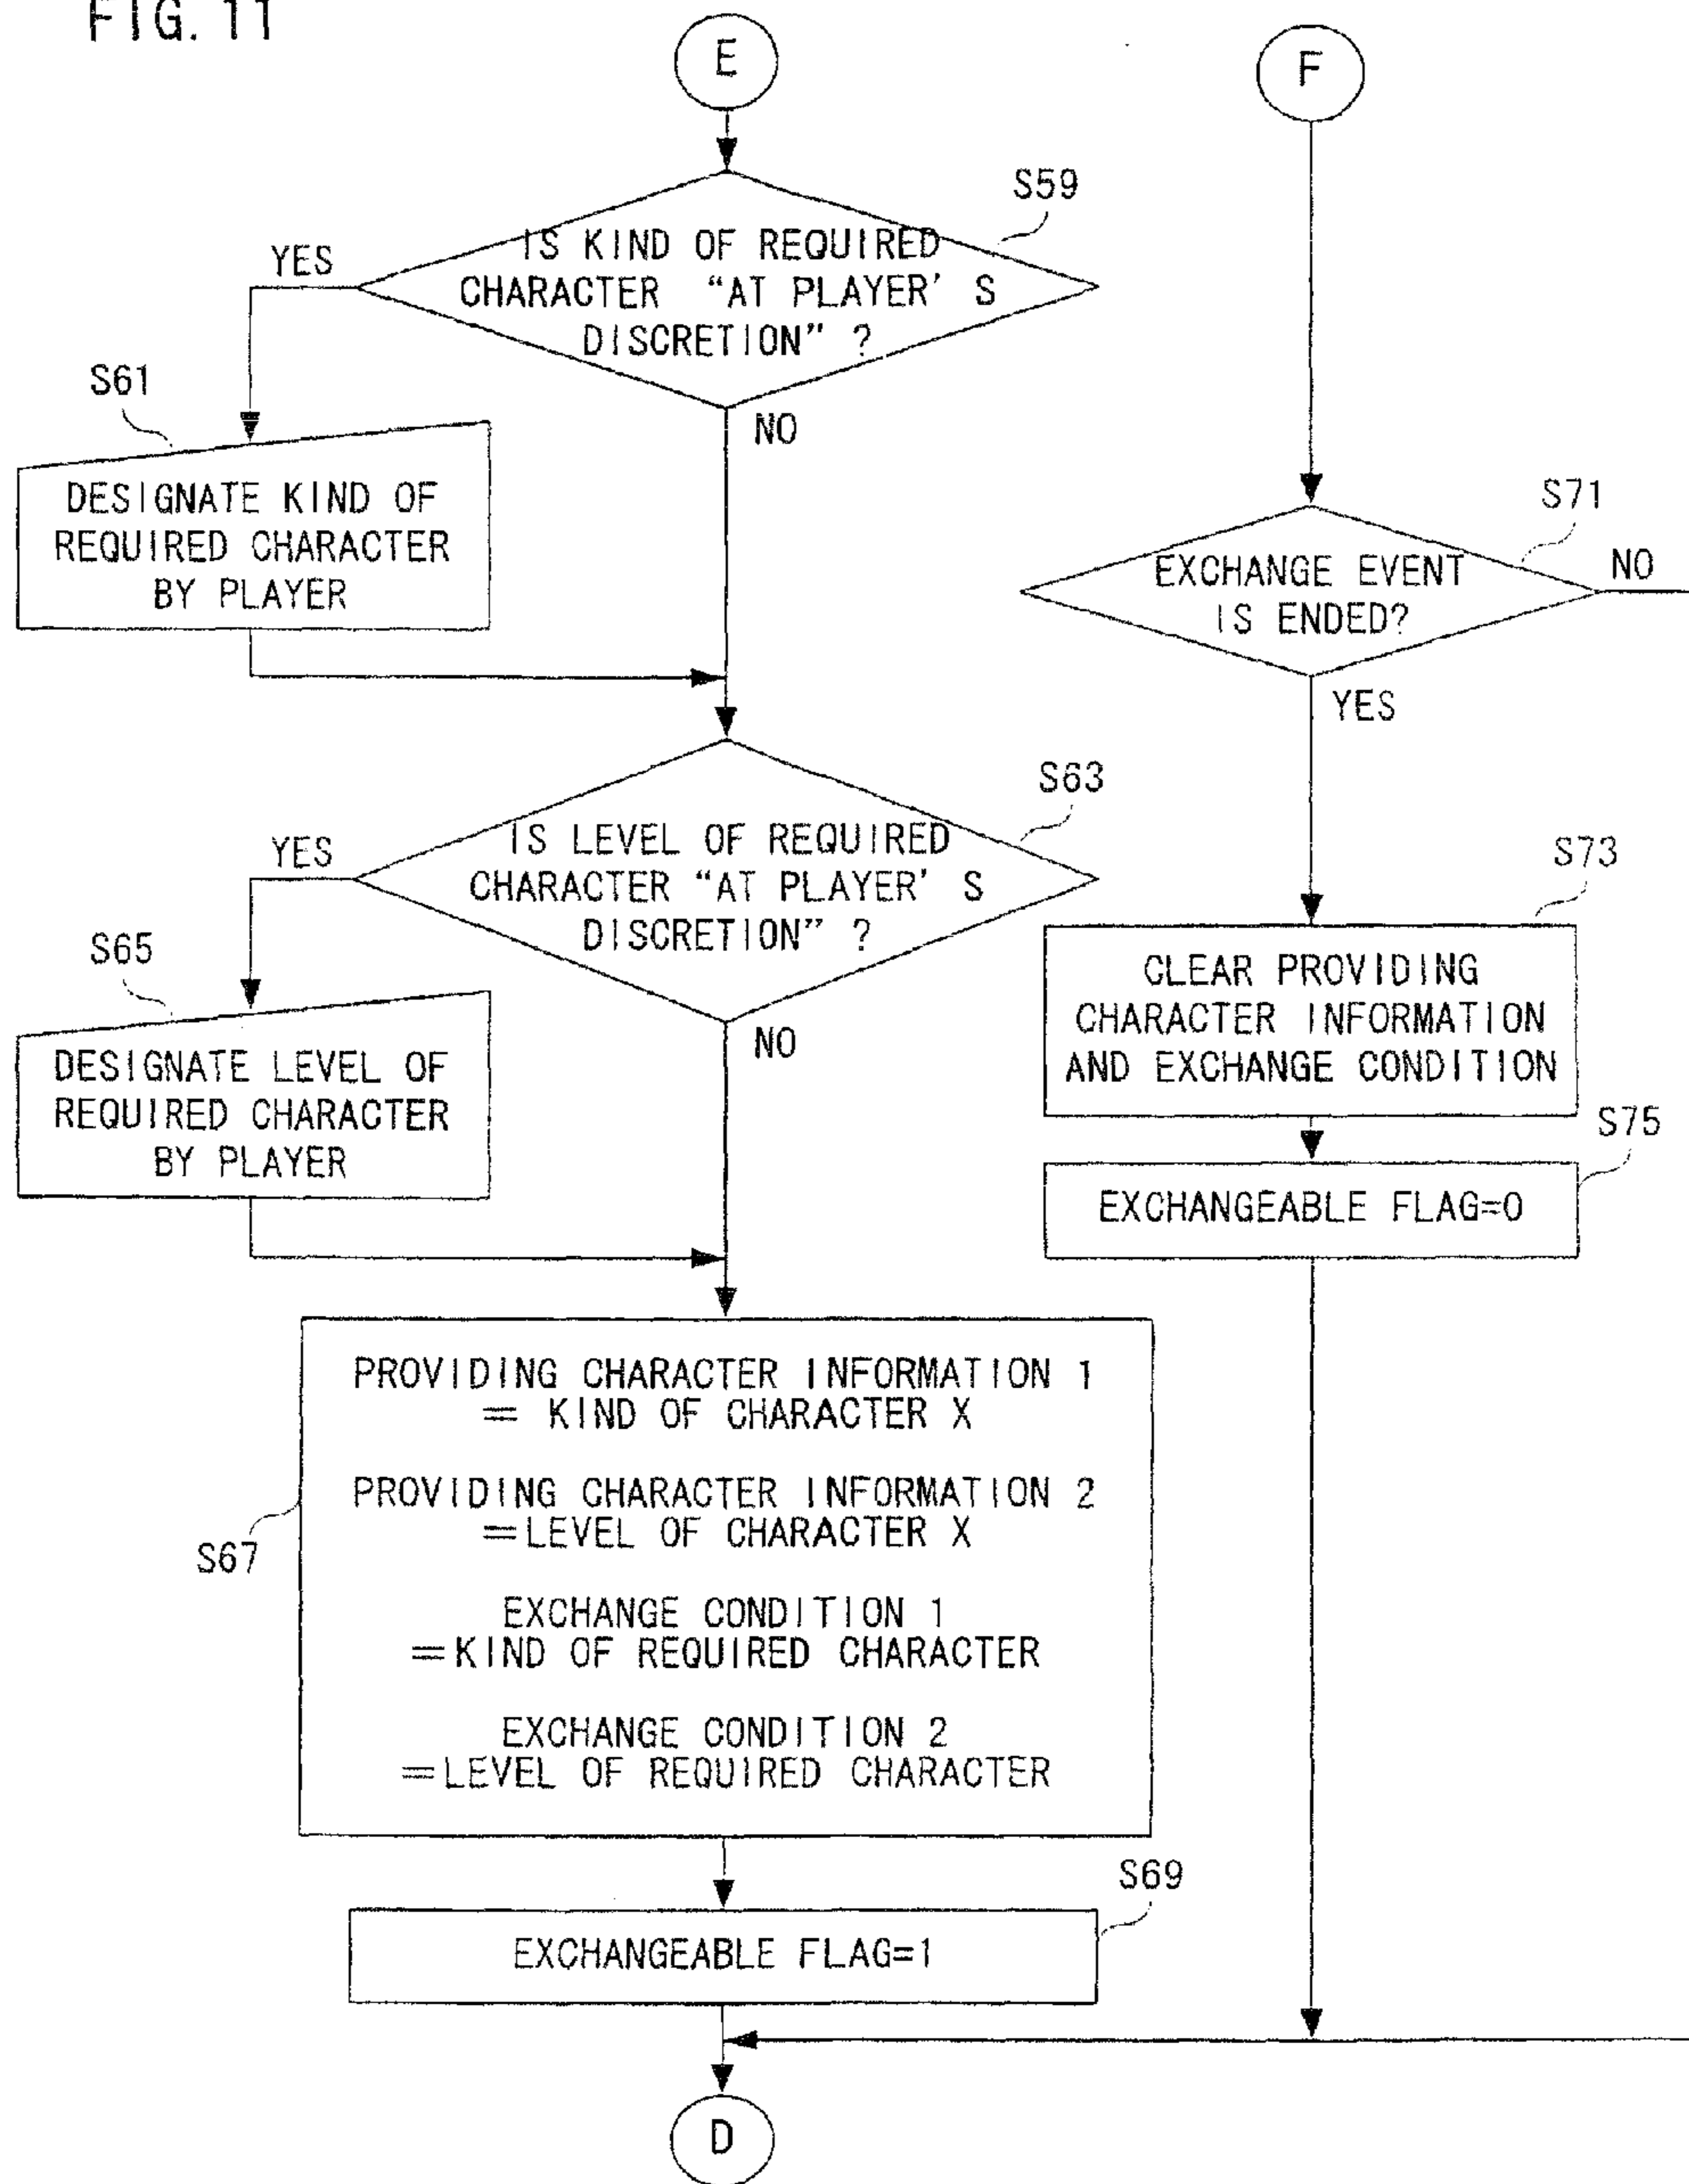 FIG. 11
E
S59
IS KIND OF REQUIRED
CHARACTER “AT PLAYER' S
DISCRETION” ?
YES
NO
S61
DESIGNATE KIND OF
REQUIRED CHARACTER
BY PLAYER
S63
IS LEVEL OF REQUIRED
CHARACTER “AT PLAYER' S
DISCRETION” ?
YES
NO
S65
DESIGNATE LEVEL OF
REQUIRED CHARACTER
BY PLAYER
S67
PROVIDING CHARACTER INFORMATION 1
= KIND OF CHARACTER X
PROVIDING CHARACTER INFORMATION 2
=LEVEL OF CHARACTER X
EXCHANGE CONDITION 1
=KIND OF REQUIRED CHARACTER
EXCHANGE CONDITION 2
=LEVEL OF REQUIRED CHARACTER
S69
EXCHANGEABLE FLAG=1
D
F
S71
EXCHANGE EVENT
IS ENDED?
NO
YES
S73
CLEAR PROVIDING
CHARACTER INFORMATION
AND EXCHANGE CONDITION
S75
EXCHANGEABLE FLAG=0